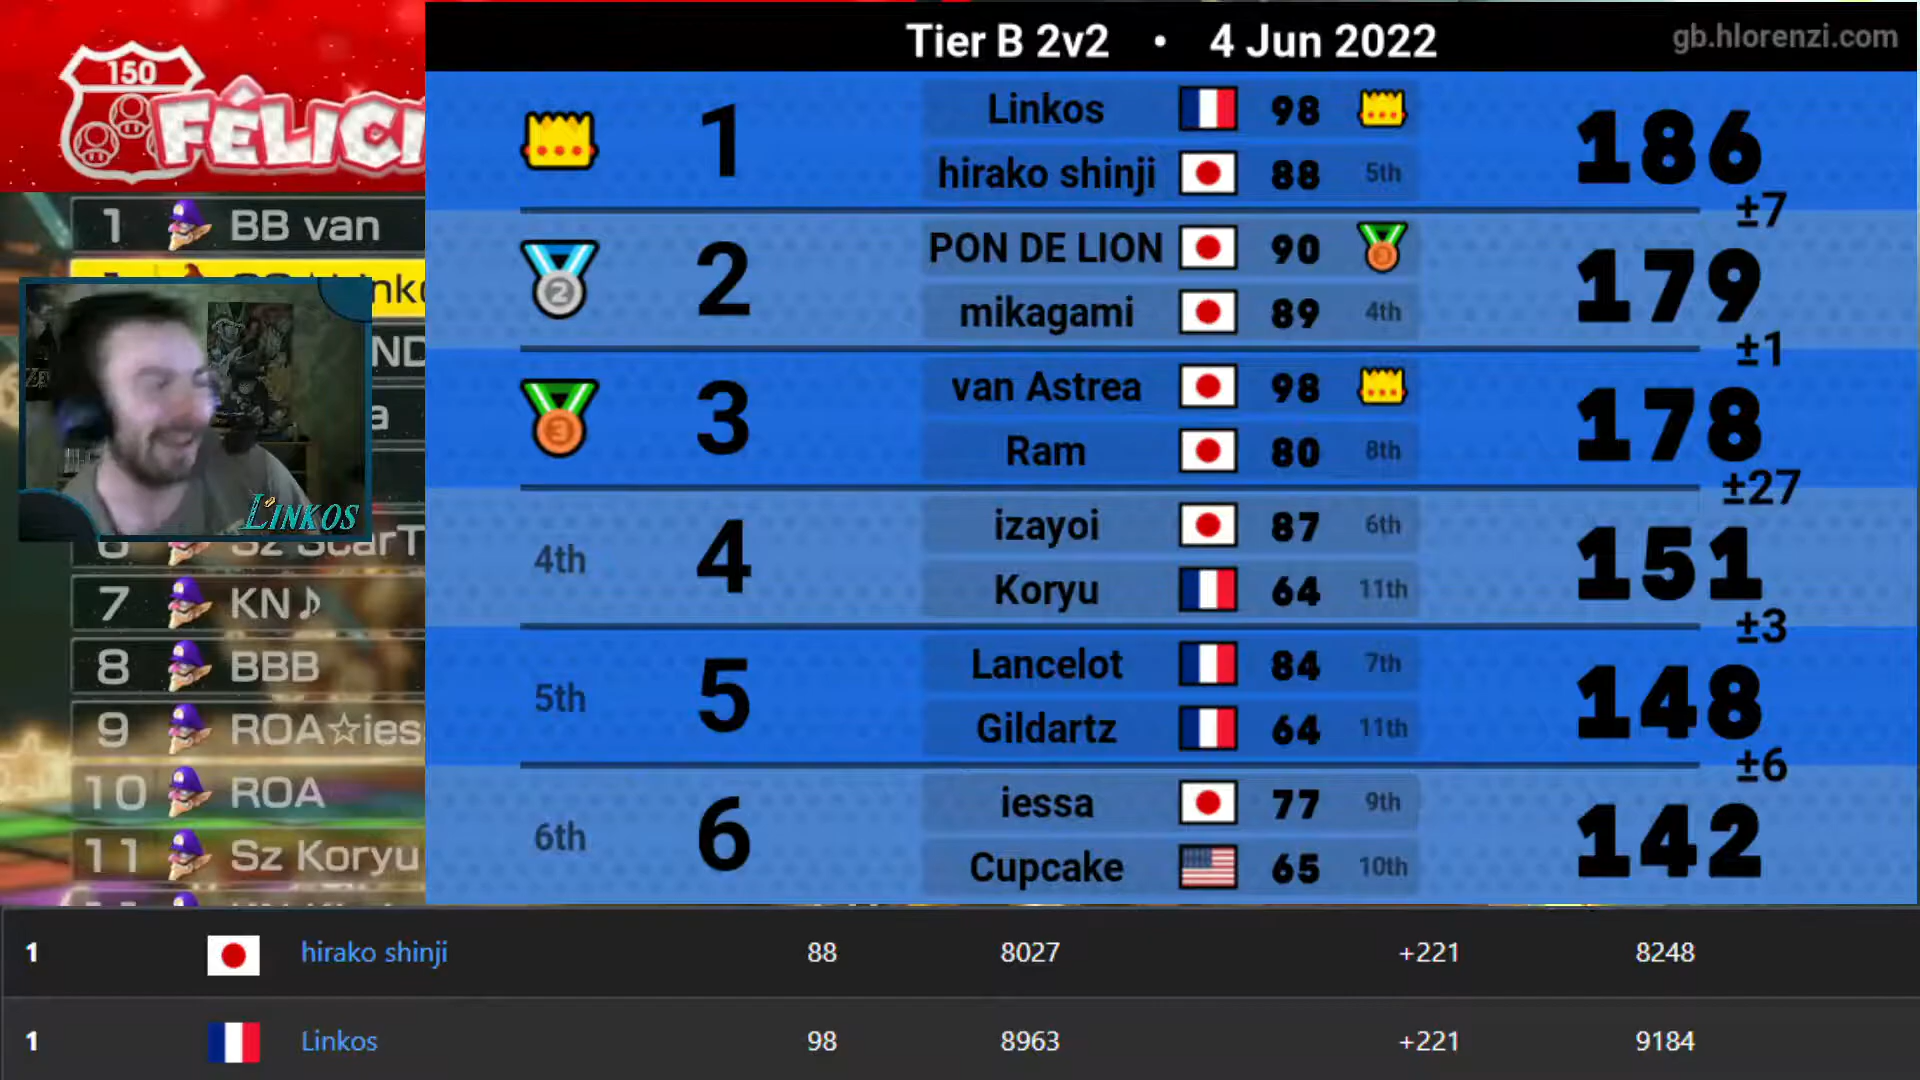 Tier B 2v2 • 4 Jun 2022
gb.hlorenzi.com
150
FÉLICI
1 BB van
7 KN♪
8 BBB
9 ROA☆ies
10 ROA
11 Sz Koryu
LINKOS
1 Linkos 98 186
hirako shinji 88 5th
±7
2 2 PON DE LION 90 3 179
mikagami 89 4th
±1
3 3 van Astrea 98 178
Ram 80 8th
±27
4th 4 izayoi 87 6th 151
Koryu 64 11th
±3
5th 5 Lancelot 84 7th 148
Gildartz 64 11th
±6
6th 6 iessa 77 9th 142
Cupcake 65 10th
1 hirako shinji 88 8027 +221 8248
1 Linkos 98 8963 +221 9184